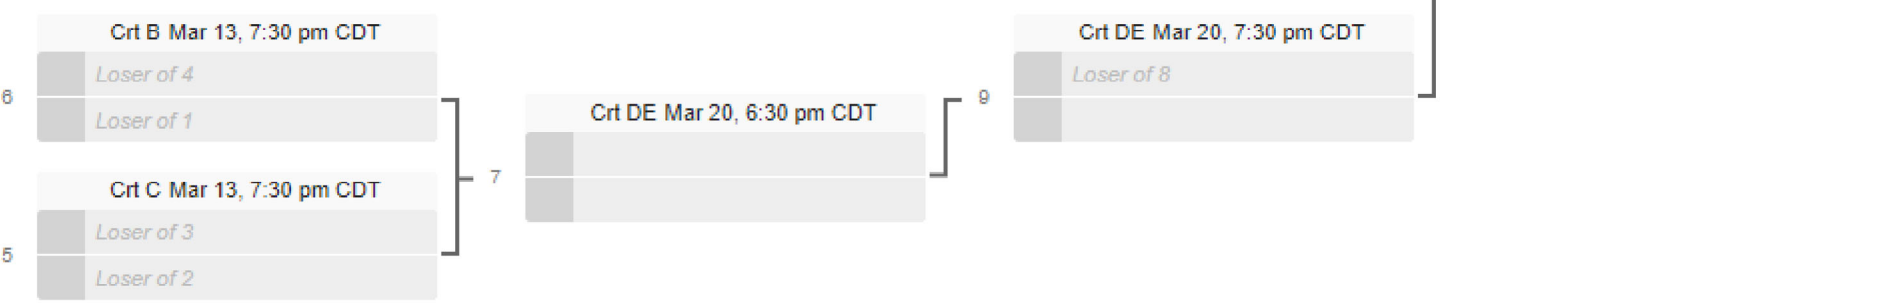 Crt B Mar 13, 7:30 pm CDT
6
Loser of 4
Loser of 1
Crt C Mar 13, 7:30 pm CDT
5
Loser of 3
Loser of 2
Crt DE Mar 20, 6:30 pm CDT
7
Crt DE Mar 20, 7:30 pm CDT
9
Loser of 8